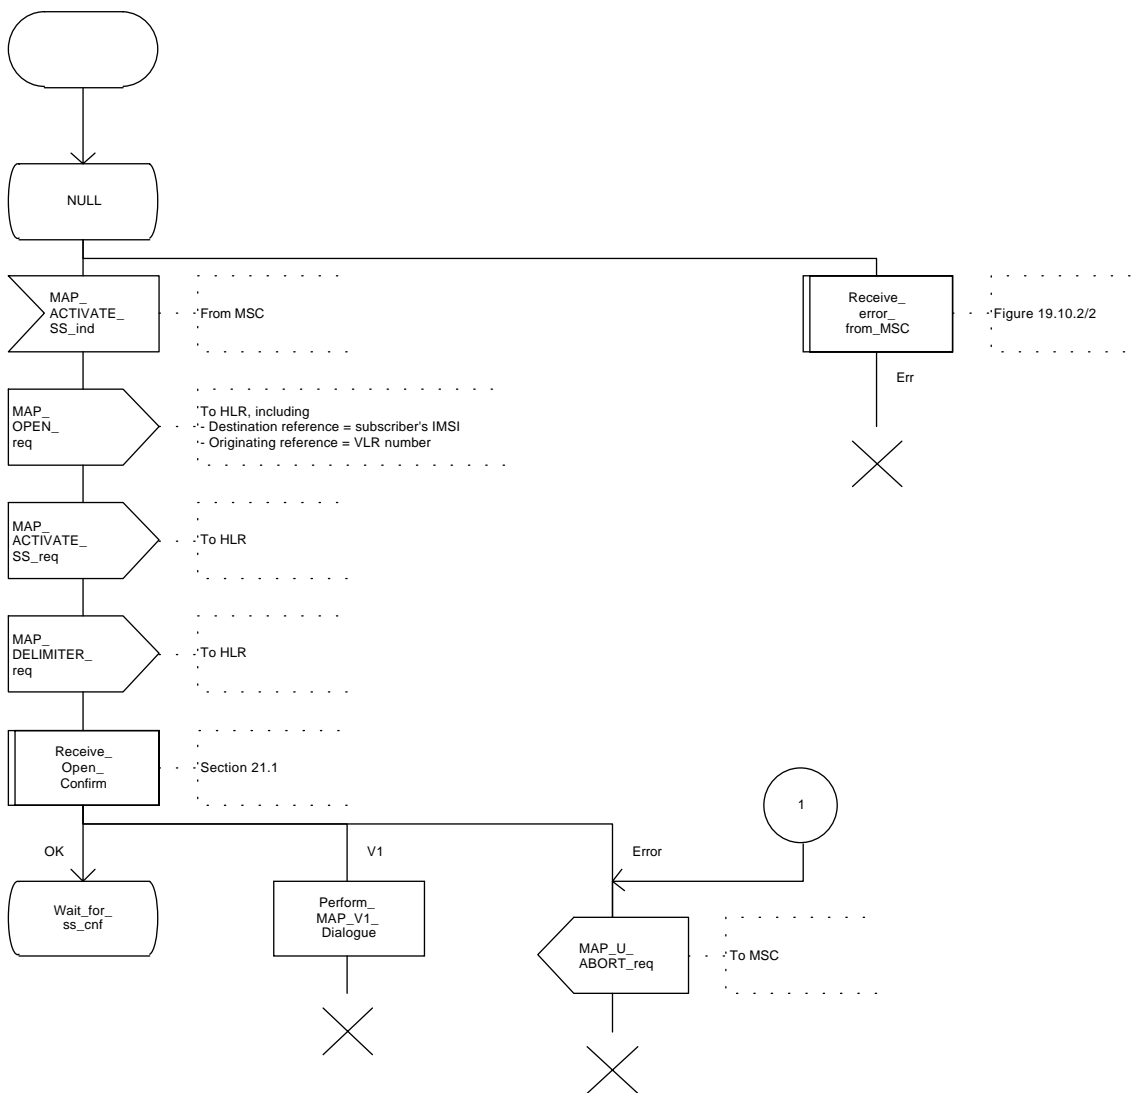 NULL
MAP_
ACTIVATE_
SS_ind
From MSC
Receive_
error_
from_MSC
Figure 19.10.2/2
Err
MAP_
OPEN_
req
To HLR, including
- Destination reference = subscriber's IMSI
- Originating reference = VLR number
MAP_
ACTIVATE_
SS_req
To HLR
MAP_
DELIMITER_
req
To HLR
Receive_
Open_
Confirm
Section 21.1
1
OK
V1
Error
Wait_for_
ss_cnf
Perform_
MAP_V1_
Dialogue
MAP_U_
ABORT_req
To MSC